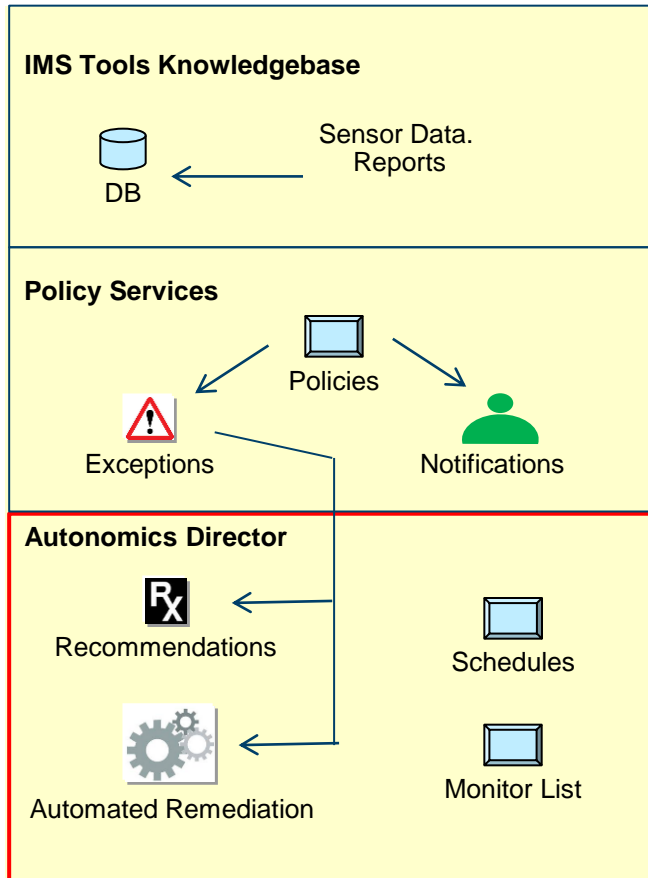 IMS Tools Knowledgebase
Sensor Data.
Reports
DB
Policy Services
Policies
Exceptions
Notifications
Autonomics Director
Rx
Recommendations
Schedules
Monitor List
Automated Remediation